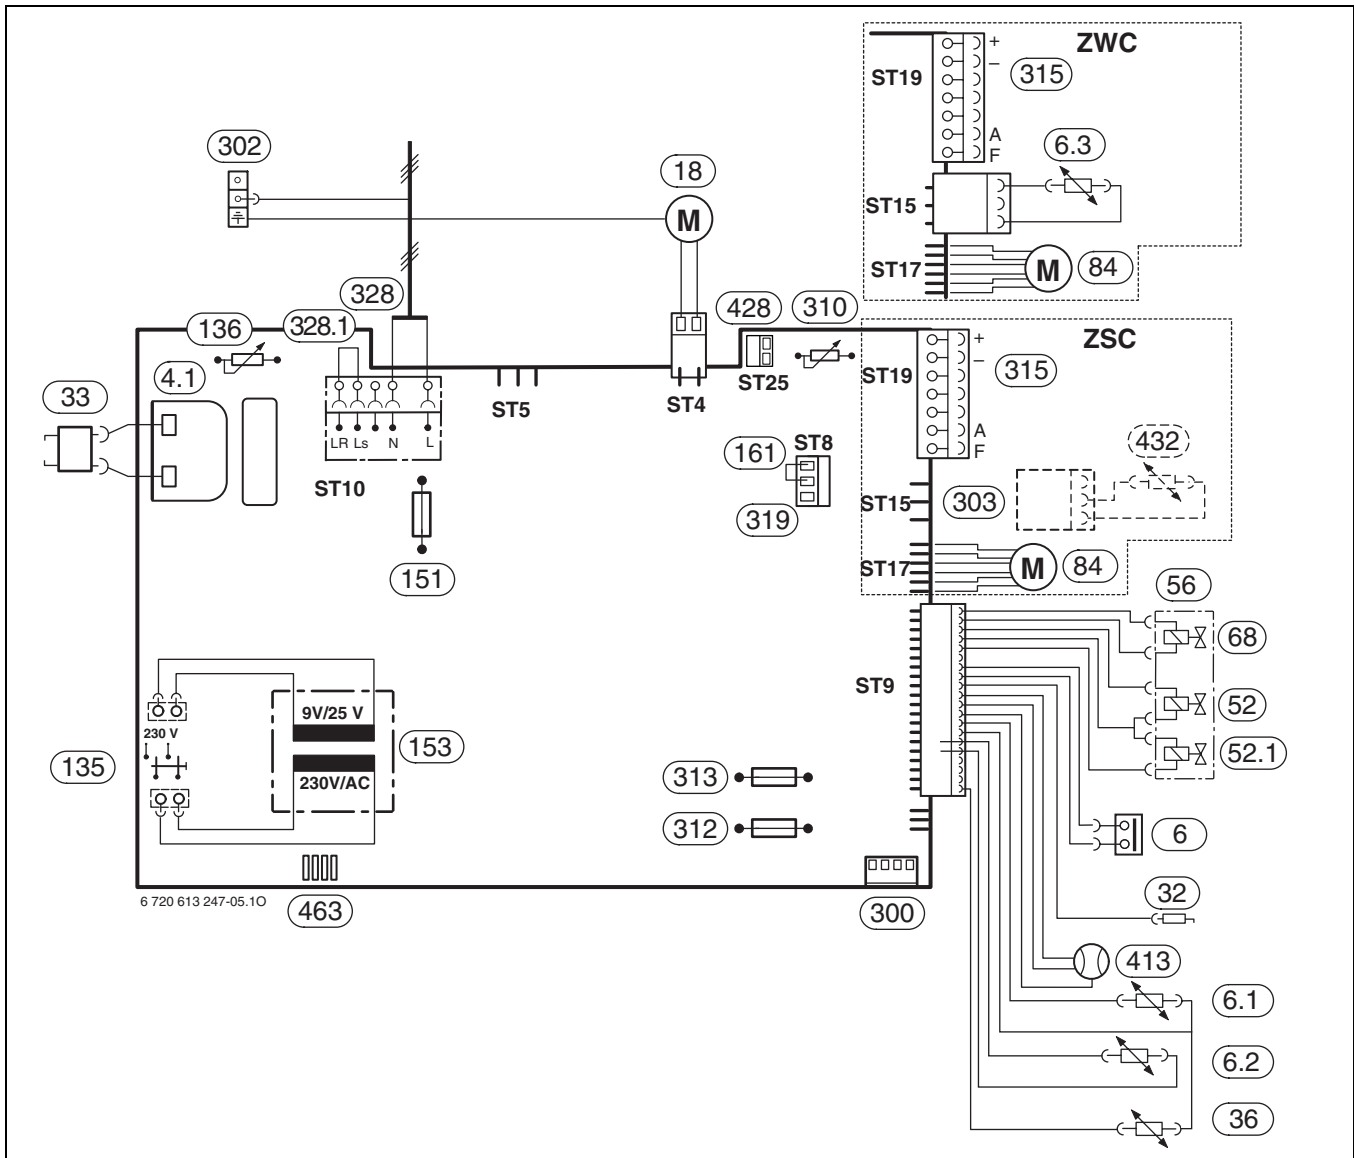 ZWC
+
–
ST19
315
A
F
302
18
M
6.3
ST15
ST17
M
84
328
428
310
136
328.1
ZSC
+
–
ST19
315
4.1
33
ST5
ST4
ST25
LR Ls N L
A
F
432
ST8
161
ST10
319
ST15
303
151
ST17
M
84
56
68
ST9
9V/25 V
52
230 V
153
52.1
135
230V/AC
313
312
6
6 720 613 247-05.1O
463
300
32
413
6.1
6.2
36